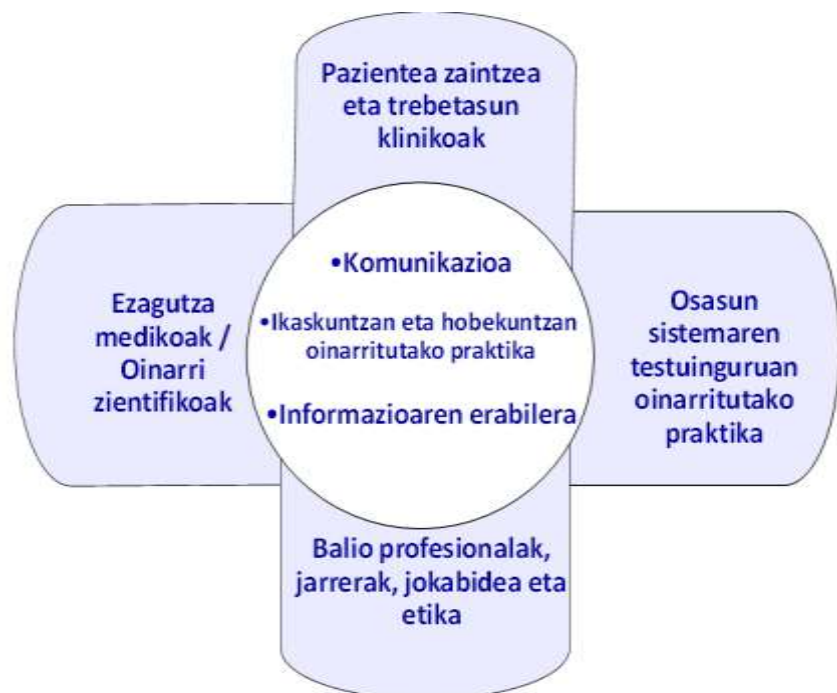 Pazientea zaintzea
eta trebetasun
klinikoak
Ezagutza
medikoak /
Oinarri
zientifikoak
•Komunikazioa
•Ikaskuntzan eta hobekuntzan
oinarritutako praktika
•Informazioaren erabilera
Osasun
sistemaren
testuinguruan
oinarritutako
praktika
Balio profesionalak,
jarrerak, jokabidea eta
etika